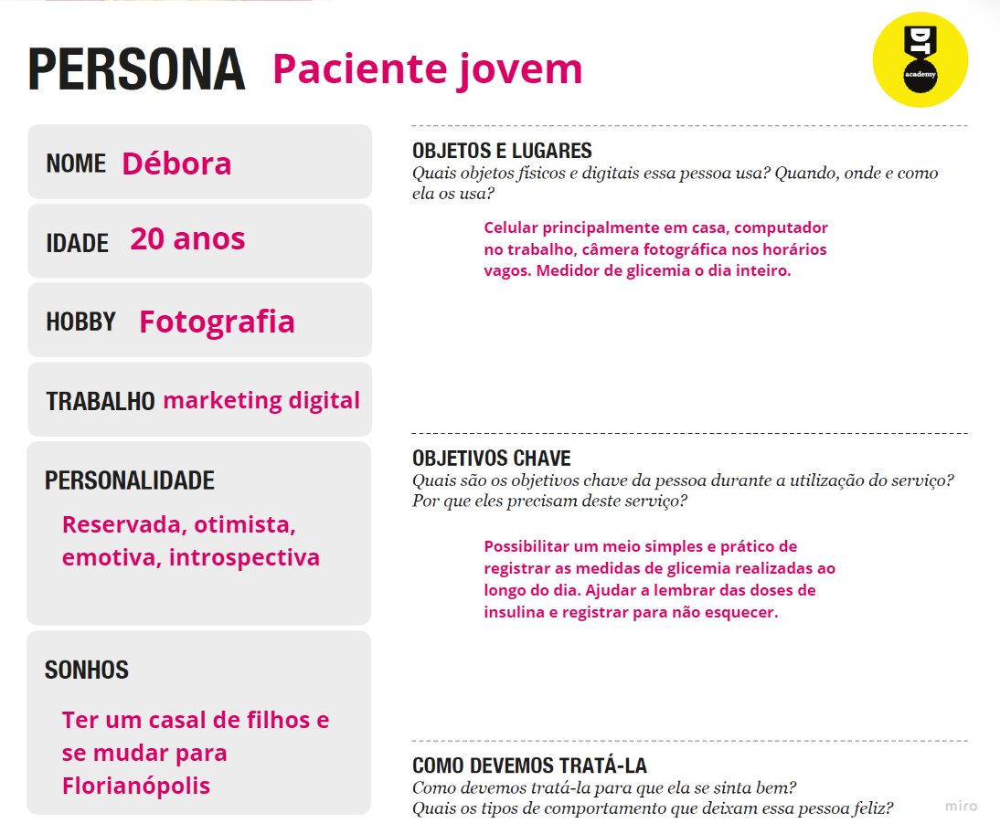 PERSONA Paciente jovem
DT
academy
NOME Débora
IDADE 20 anos
HOBBY Fotografia
TRABALHO marketing digital
PERSONALIDADE
Reservada, otimista,
emotiva, introspectiva
SONHOS
Ter um casal de filhos e
se mudar para
Florianópolis
OBJETOS E LUGARES
Quais objetos físicos e digitais essa pessoa usa? Quando, onde e como
ela os usa?
Celular principalmente em casa, computador
no trabalho, câmera fotográfica nos horários
vagos. Medidor de glicemia o dia inteiro.
OBJETIVOS CHAVE
Quais são os objetivos chave da pessoa durante a utilização do serviço?
Por que eles precisam deste serviço?
Possibilitar um meio simples e prático de
registrar as medidas de glicemia realizadas ao
longo do dia. Ajudar a lembrar das doses de
insulina e registrar para não esquecer.
COMO DEVEMOS TRATÁ-LA
Como devemos tratá-la para que ela se sinta bem?
Quais os tipos de comportamento que deixam essa pessoa feliz?
miro